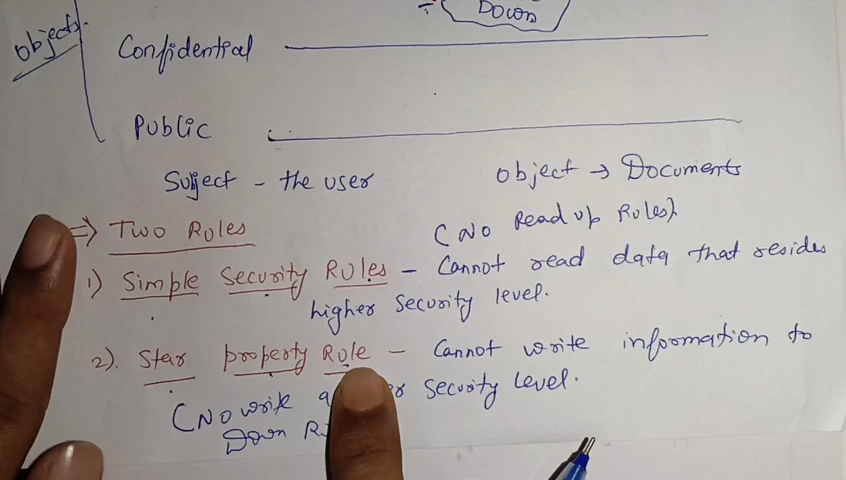 Down
Objects.
Confidential
Public
Subject - the user
Object → Documents
⇒ Two Rules
(No Read up Rules)
1) Simple Security Rules - Cannot read data that resides
higher security level.
2). Star property Rule - Cannot write information to
(No write security level.
Down